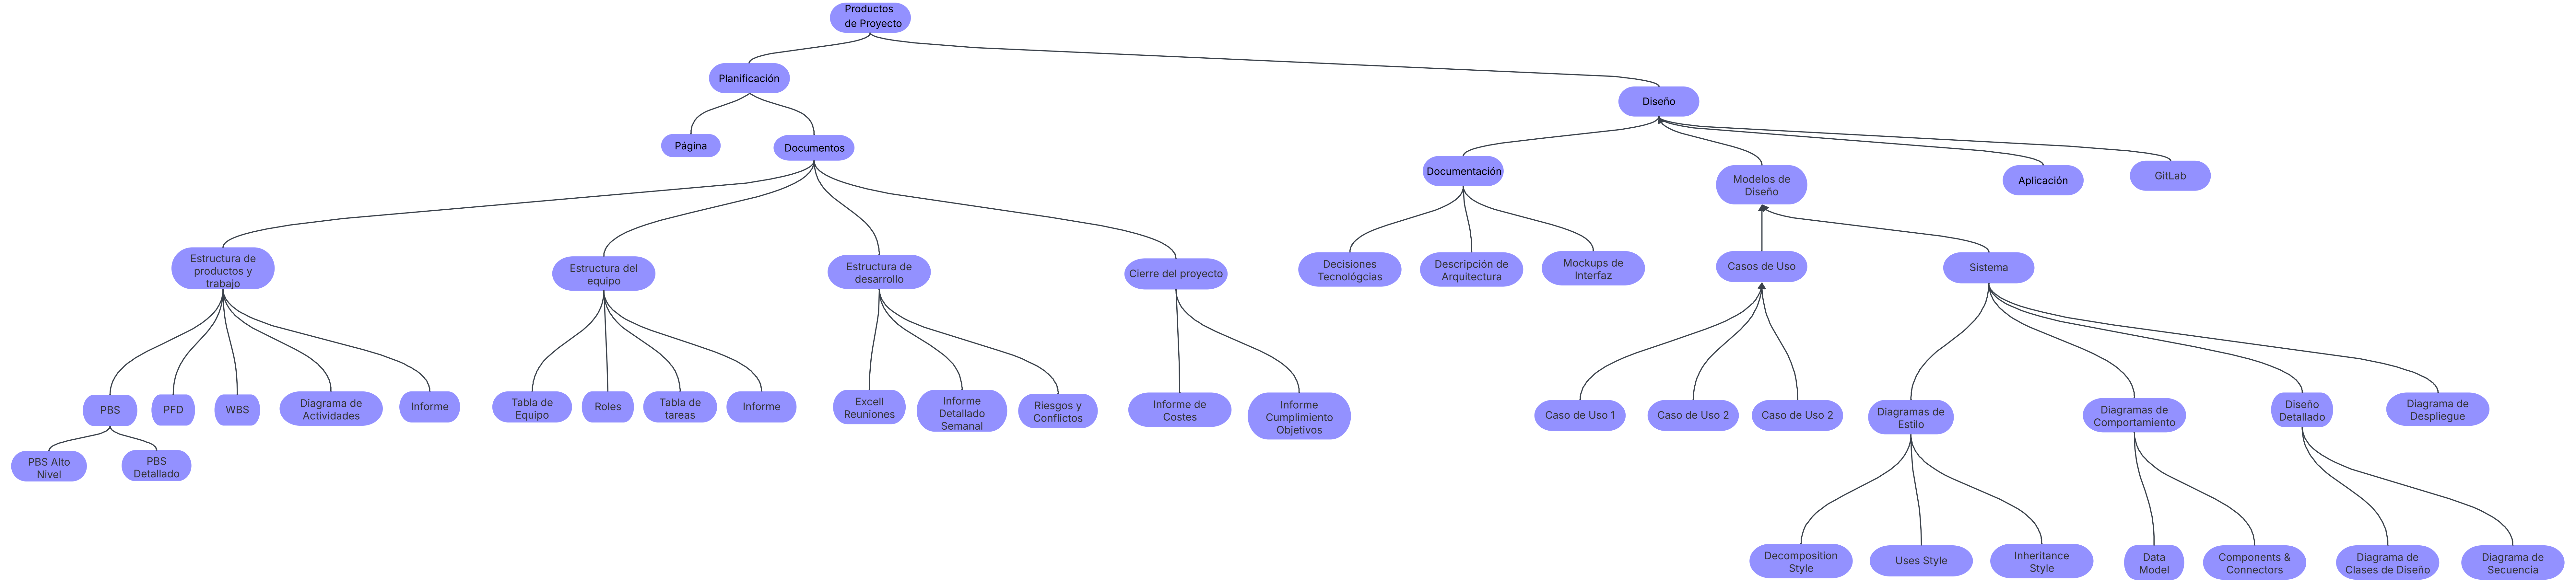 Productos
de Proyecto
Planificación
Diseño
Página
Documentos
Documentación
Modelos de
Diseño
Aplicación
GitLab
Estructura de
productos y
trabajo
Estructura del
equipo
Estructura de
desarrollo
Cierre del proyecto
Decisiones
Tecnológcias
Descripción de
Arquitectura
Mockups de
Interfaz
Casos de Uso
Sistema
PBS
PFD
WBS
Diagrama de
Actividades
Informe
Tabla de
Equipo
Roles
Tabla de
tareas
Informe
Excell
Reuniones
Informe
Detallado
Semanal
Riesgos y
Conflictos
Informe de
Costes
Informe
Cumplimiento
Objetivos
Caso de Uso 1
Caso de Uso 2
Caso de Uso 2
Diagramas de
Estilo
Diagramas de
Comportamiento
Diseño
Detallado
Diagrama de
Despliegue
PBS Alto
Nivel
PBS
Detallado
Decomposition
Style
Uses Style
Inheritance
Style
Data
Model
Components &
Connectors
Diagrama de
Clases de Diseño
Diagrama de
Secuencia